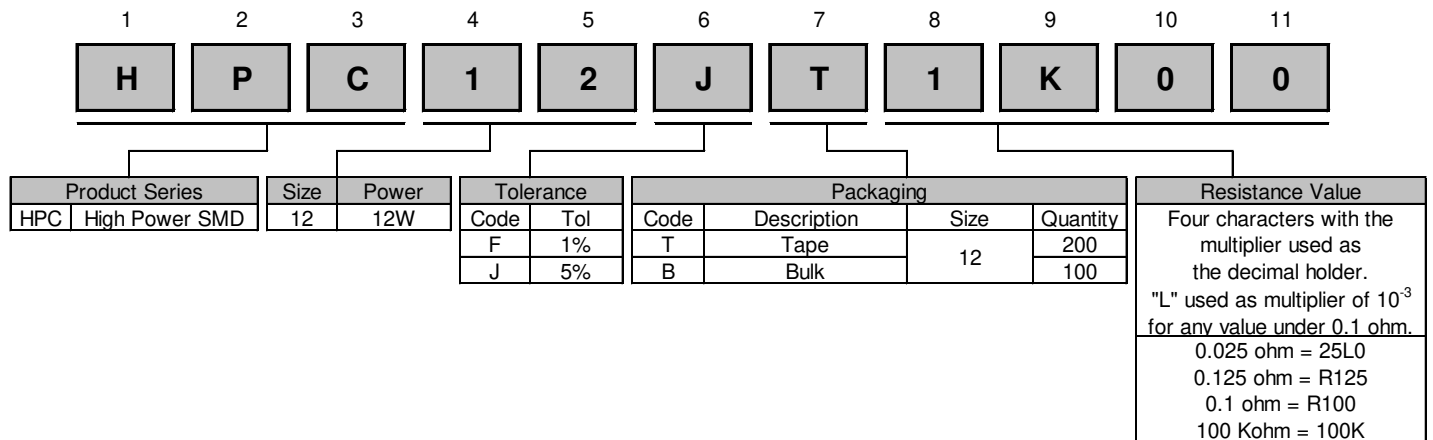 1 2 3 4 5 6 7 8 9 10 11
H P C 1 2 J T 1 K 0 0
Product Series
HPC High Power SMD
Size Power
12 12W
Tolerance
Code Tol
F 1%
J 5%
Packaging
Code Description Size Quantity
T Tape 12 200
B Bulk 100
Resistance Value
Four characters with the
multiplier used as
the decimal holder.
"L" used as multiplier of 10⁻³
for any value under 0.1 ohm.
0.025 ohm = 25L0
0.125 ohm = R125
0.1 ohm = R100
100 Kohm = 100K